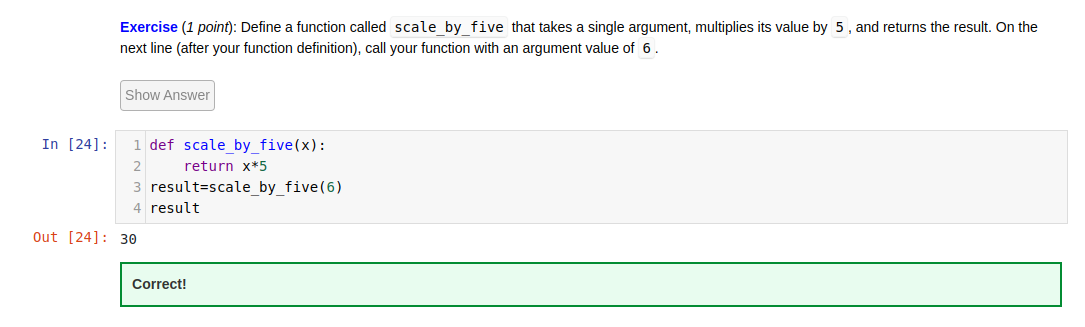 Exercise (1 point): Define a function called scale_by_five that takes a single argument, multiplies its value by 5, and returns the result. On the
next line (after your function definition), call your function with an argument value of 6.
Show Answer
In [24]:
1 def scale_by_five(x):
2     return x*5
3 result=scale_by_five(6)
4 result
Out [24]: 30
Correct!